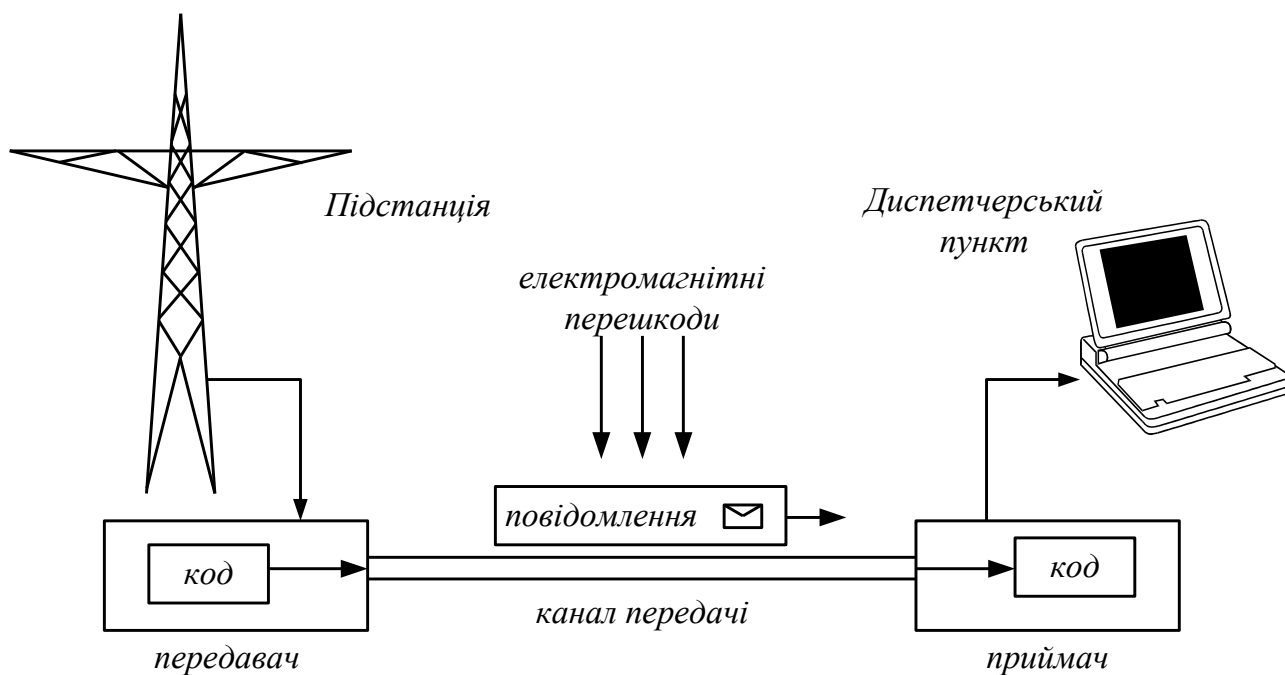 Підстанція
Диспетчерський
пункт
електромагнітні
перешкоди
повідомлення
код
код
канал передачі
передавач
приймач